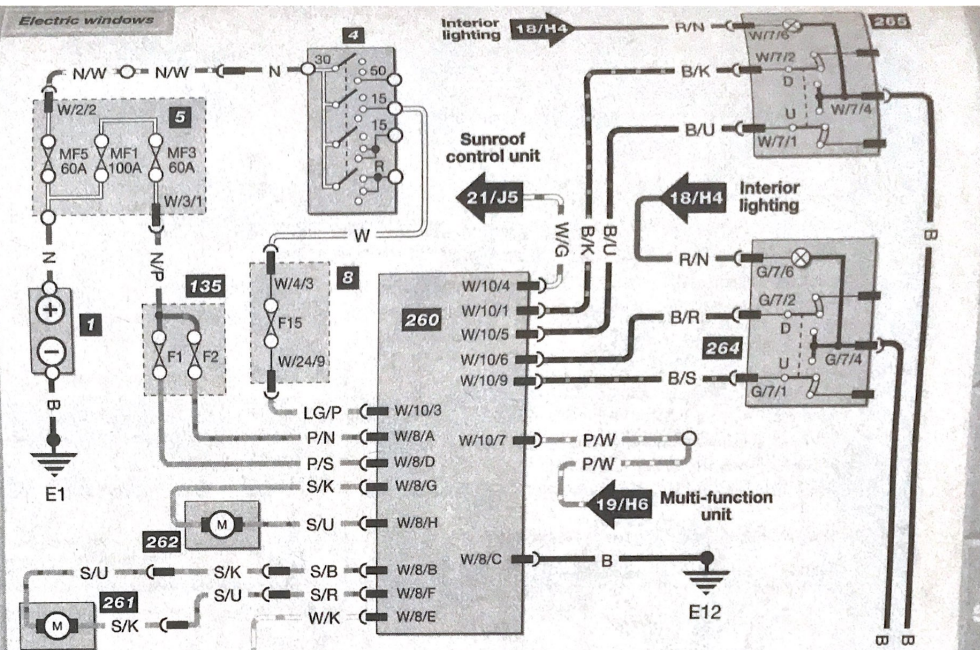 Electric windows
4
Interior lighting
18/H4
R/N
W/7/6
265
N/W
N/W
N
30
50
15
15
R
B/K
W/7/2
D
U
W/7/4
W/2/2
5
MF5 60A
MF1 100A
MF3 60A
W/3/1
B/U
W/7/1
Sunroof control unit
21/J5
18/H4
Interior lighting
W
W/G
B/K
B/U
B
N
N/P
R/N
G/7/6
135
W/4/3
8
W/10/4
G/7/2
260
W/10/1
D
1
F15
W/10/5
B/R
264
F1
F2
W/10/6
U
G/7/4
W/24/9
W/10/9
B/S
G/7/1
B
LG/P
W/10/3
P/N
W/8/A
W/10/7
P/W
P/S
W/8/D
P/W
E1
S/K
W/8/G
19/H6
Multi-function unit
M
S/U
W/8/H
262
W/8/C
B
S/U
S/K
S/B
W/8/B
261
S/U
S/R
W/8/F
E12
M
S/K
W/K
W/8/E
B
B